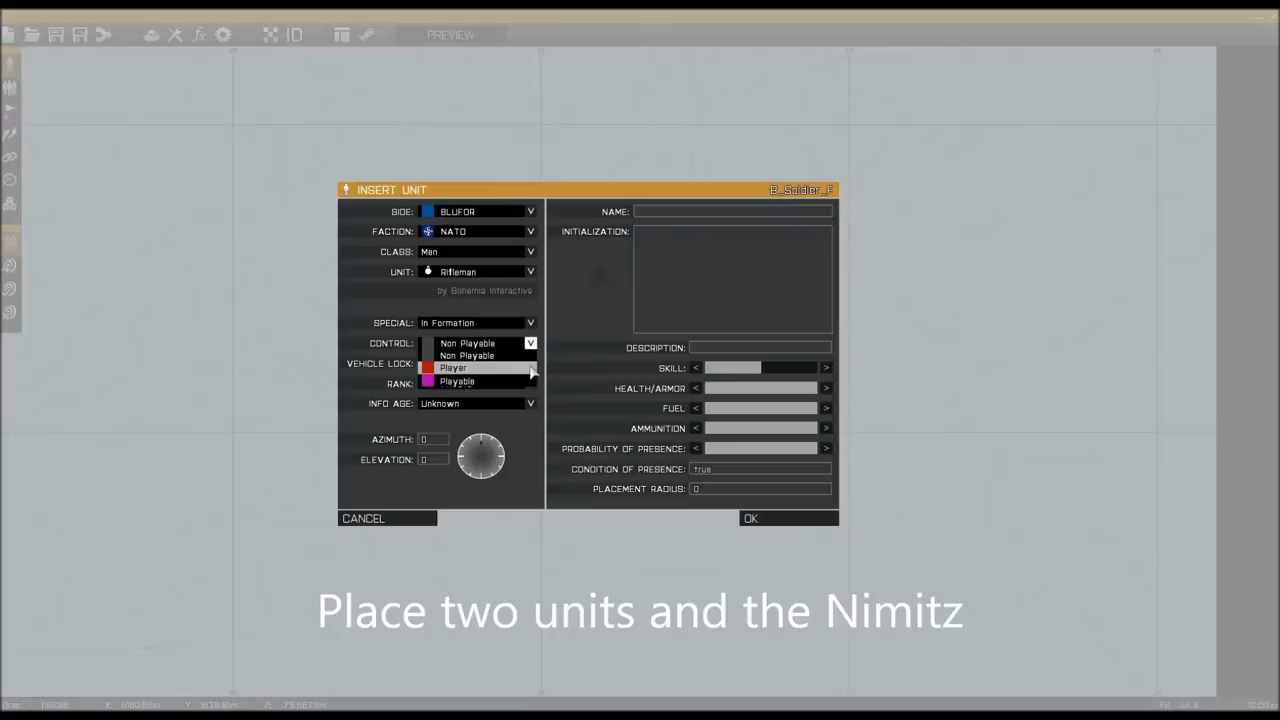 ID
PREVIEW
INSERT UNIT B_Soldier_F
SIDE: BLUFOR V
FACTION: NATO V
CLASS: Men V
UNIT: Rifleman V
by Bohemia Interactive
SPECIAL: In Formation V
CONTROL: Non Playable V
Non Playable
VEHICLE LOCK: Player
RANK: Playable
INFO AGE: Unknown V
AZIMUTH: 0
ELEVATION: 0
NAME:
INITIALIZATION:
DESCRIPTION:
SKILL: < >
HEALTH/ARMOR < >
FUEL < >
AMMUNITION < >
PROBABILITY OF PRESENCE: < >
CONDITION OF PRESENCE: true
PLACEMENT RADIUS: 0
CANCEL OK
Place two units and the Nimitz